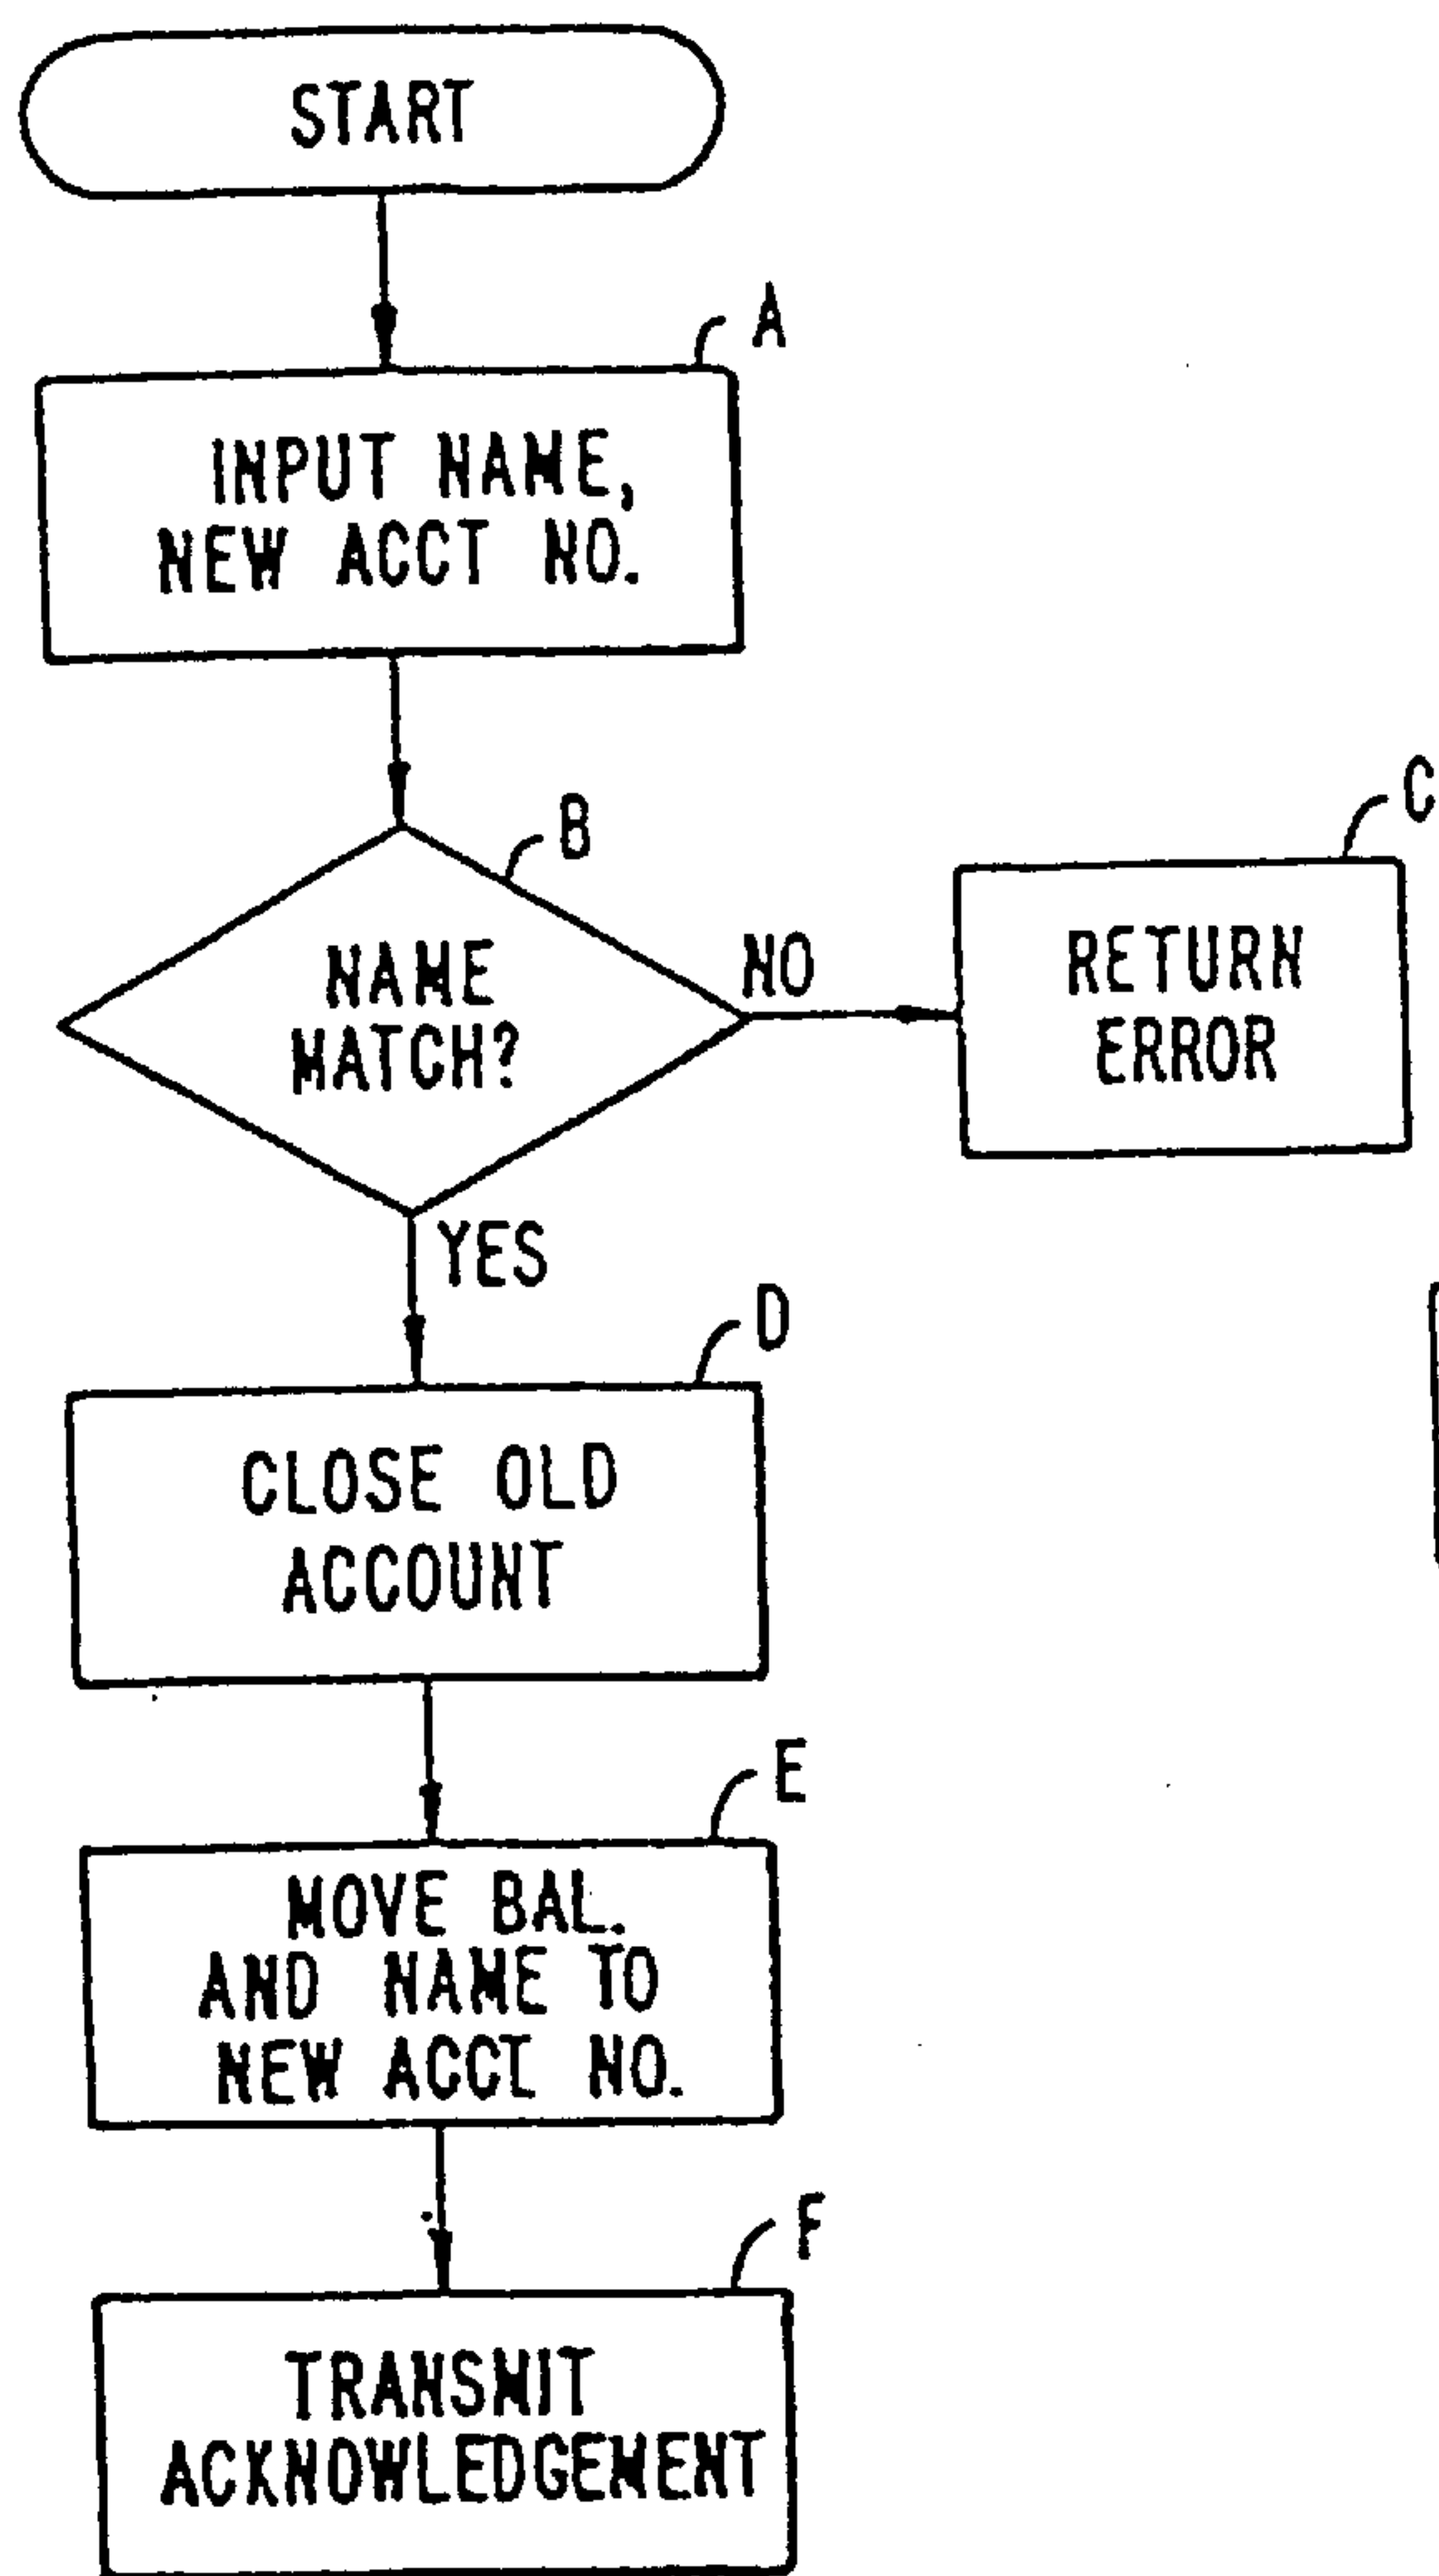 START
A
INPUT NAME,
NEW ACCT NO.
B
NAME
MATCH?
NO
C
RETURN
ERROR
YES
D
CLOSE OLD
ACCOUNT
E
MOVE BAL.
AND NAME TO
NEW ACCT NO.
F
TRANSMIT
ACKNOWLEDGEMENT